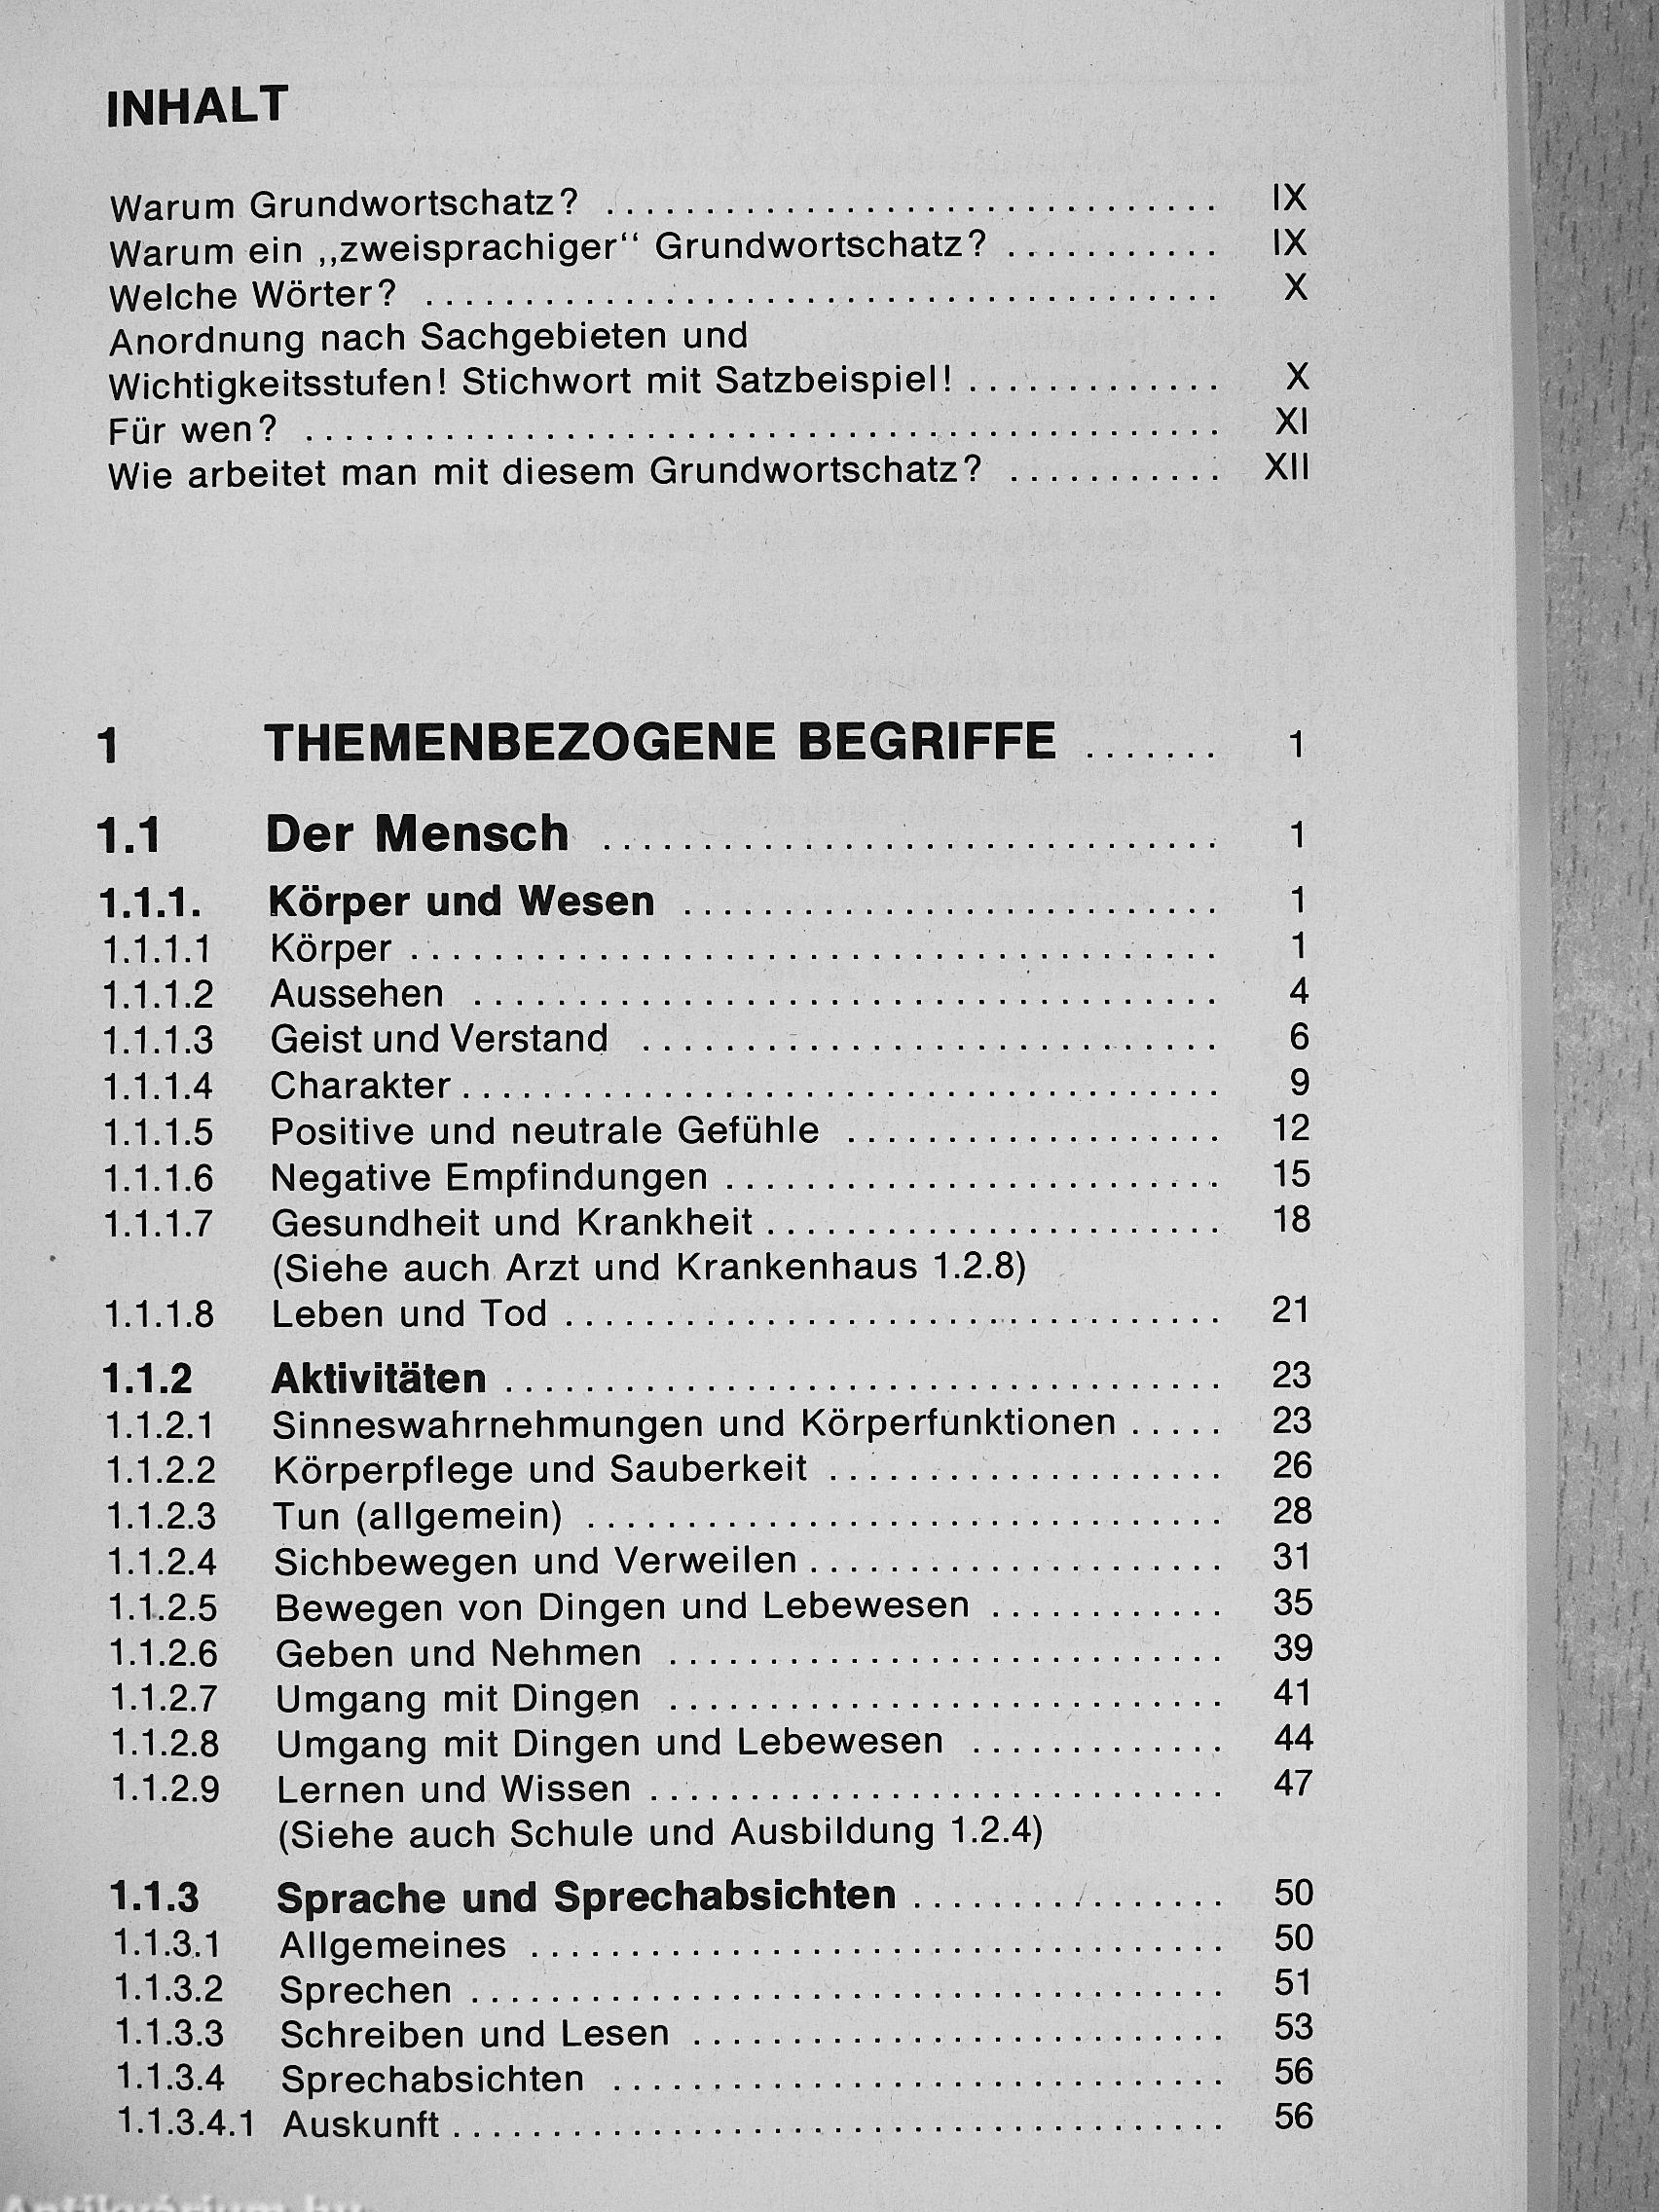 INHALT
Warum Grundwortschatz? .............................. IX
Warum ein ,,zweisprachiger‘‘ Grundwortschatz? ........... IX
Welche Wörter? ........................................ X
Anordnung nach Sachgebieten und
Wichtigkeitsstufen! Stichwort mit Satzbeispiel! ............. X
Für wen? .............................................. XI
Wie arbeitet man mit diesem Grundwortschatz? ........... XII
1 THEMENBEZOGENE BEGRIFFE ....... 1
1.1 Der Mensch ............................... 1
1.1.1. Körper und Wesen ........................... 1
1.1.1.1 Körper ........................................ 1
1.1.1.2 Aussehen ..................................... 4
1.1.1.3 Geist und Verstand ............................. 6
1.1.1.4 Charakter ...................................... 9
1.1.1.5 Positive und neutrale Gefühle ................... 12
1.1.1.6 Negative Empfindungen ......................... 15
1.1.1.7 Gesundheit und Krankheit ....................... 18
(Siehe auch Arzt und Krankenhaus 1.2.8)
1.1.1.8 Leben und Tod ................................. 21
1.1.2 Aktivitäten .................................... 23
1.1.2.1 Sinneswahrnehmungen und Körperfunktionen ..... 23
1.1.2.2 Körperpflege und Sauberkeit .................... 26
1.1.2.3 Tun (allgemein) ................................ 28
1.1.2.4 Sichbewegen und Verweilen ..................... 31
1.1.2.5 Bewegen von Dingen und Lebewesen ............ 35
1.1.2.6 Geben und Nehmen ............................ 39
1.1.2.7 Umgang mit Dingen ............................ 41
1.1.2.8 Umgang mit Dingen und Lebewesen ............. 44
1.1.2.9 Lernen und Wissen ............................. 47
(Siehe auch Schule und Ausbildung 1.2.4)
1.1.3 Sprache und Sprechabsichten ................ 50
1.1.3.1 Allgemeines ................................... 50
1.1.3.2 Sprechen ...................................... 51
1.1.3.3 Schreiben und Lesen ........................... 53
1.1.3.4 Sprechabsichten ............................... 56
1.1.3.4.1 Auskunft ....................................... 56